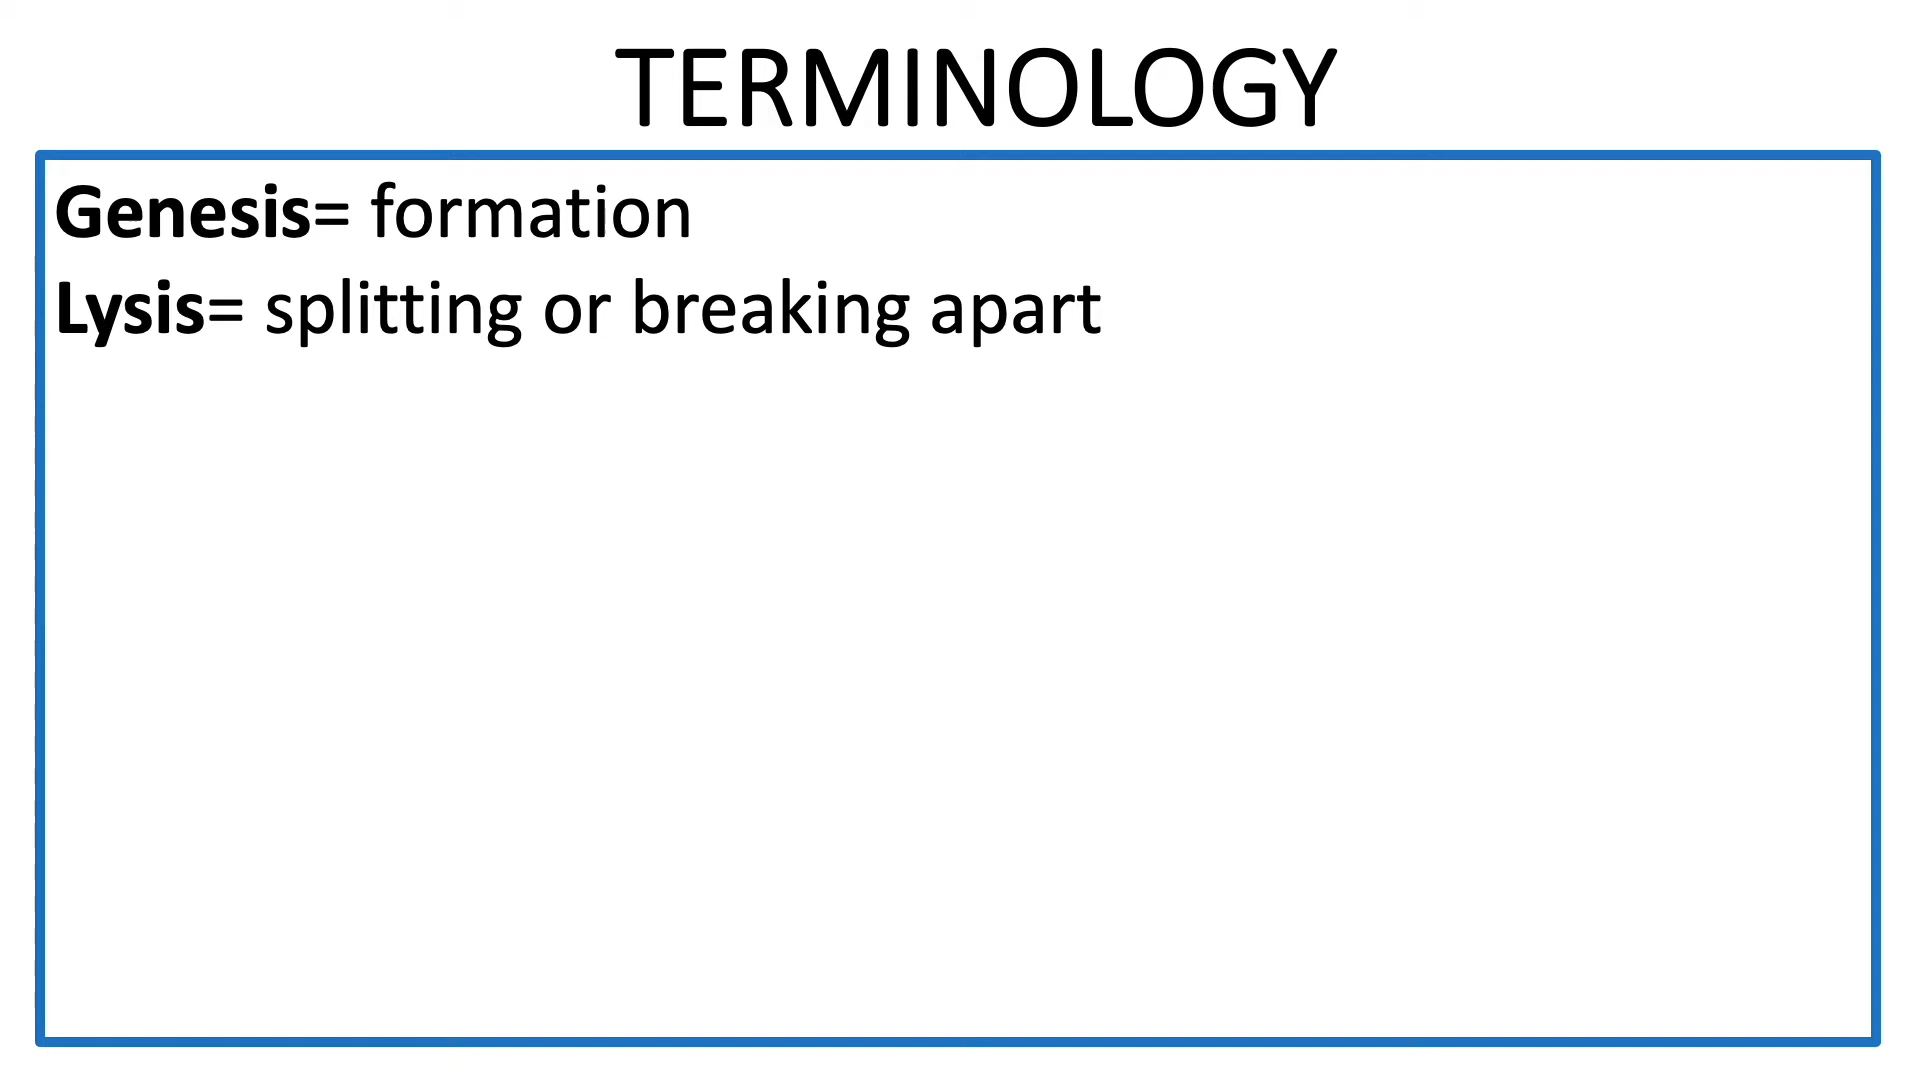 TERMINOLOGY
Genesis= formation
Lysis= splitting or breaking apart